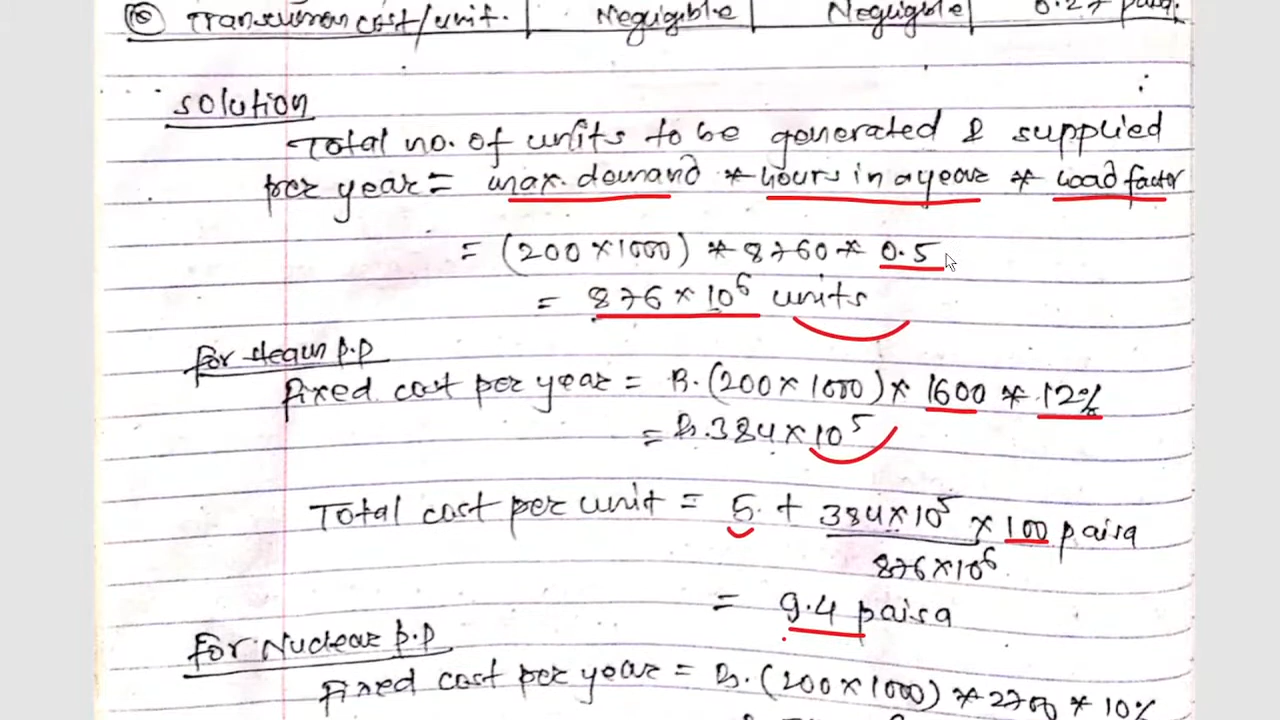 ⑥ Transmission cost/unit. Negligible Negligible 0.27 paisa.
Solution
Total no. of units to be generated & supplied
per year = max. demand * hours in a year * Load factor
= (200×1000) * 8760 * 0.5
= 876 × 10⁶ units
For steam p.p
Fixed cost per year = Rs. (200×1000) * 1600 * 12%
= Rs. 384×10⁵
Total cost per unit = 5. + 384×10⁵ × 100 paisa
876×10⁶
= 9.4 paisa
For Nuclear p.p
Fixed cost per year = Rs. (200×1000) * 2700 * 10%